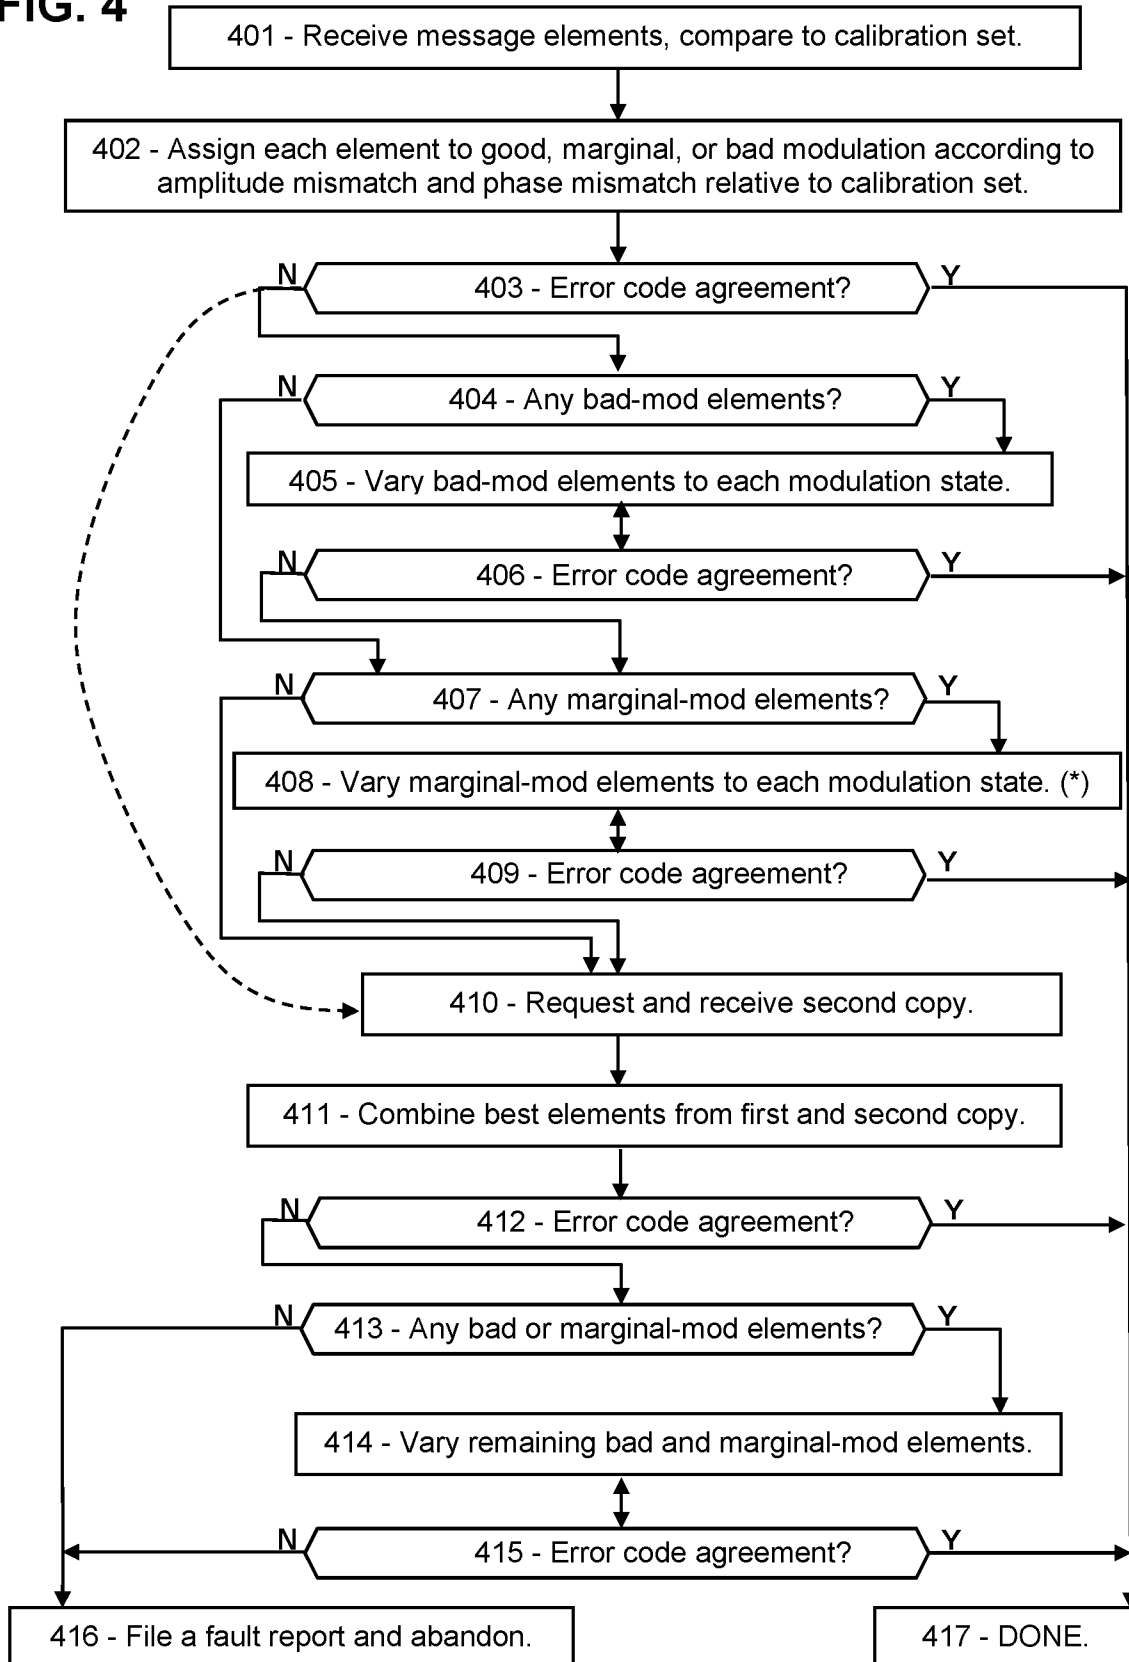 FIG. 4
401 - Receive message elements, compare to calibration set.
402 - Assign each element to good, marginal, or bad modulation according to
amplitude mismatch and phase mismatch relative to calibration set.
N
403 - Error code agreement?
Y
N
404 - Any bad-mod elements?
Y
405 - Vary bad-mod elements to each modulation state.
N
406 - Error code agreement?
Y
N
407 - Any marginal-mod elements?
Y
408 - Vary marginal-mod elements to each modulation state. (*)
N
409 - Error code agreement?
Y
410 - Request and receive second copy.
411 - Combine best elements from first and second copy.
N
412 - Error code agreement?
Y
N
413 - Any bad or marginal-mod elements?
Y
414 - Vary remaining bad and marginal-mod elements.
N
415 - Error code agreement?
Y
416 - File a fault report and abandon.
417 - DONE.